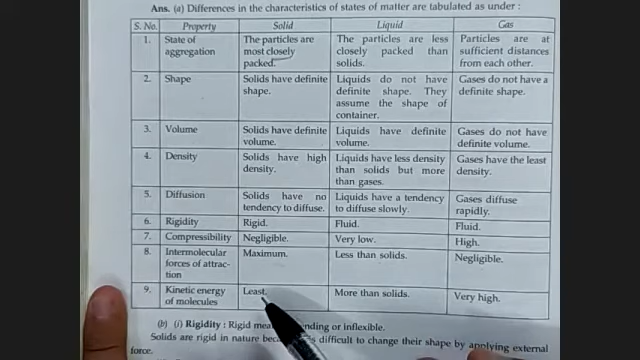 Ans. (a) Differences in the characteristics of states of matter are tabulated as under :
S. No. Property Solid Liquid Gas
1. State of aggregation The particles are most closely packed. The particles are less closely packed than solids. Particles are at sufficient distances from each other.
2. Shape Solids have definite shape. Liquids do not have definite shape. They assume the shape of container. Gases do not have a definite shape.
3. Volume Solids have definite volume. Liquids have definite volume. Gases do not have definite volume.
4. Density Solids have high density. Liquids have less density than solids but more than gases. Gases have the least density.
5. Diffusion Solids have no tendency to diffuse. Liquids have a tendency to diffuse slowly. Gases diffuse rapidly.
6. Rigidity Rigid. Fluid. Fluid.
7. Compressibility Negligible. Very low. High.
8. Intermolecular forces of attrac-tion Maximum. Less than solids. Negligible.
9. Kinetic energy of molecules Least. More than solids. Very high.
(b) (i) Rigidity : Rigid nding or inflexible.
Solids are rigid in nature difficult to change their shape by applying external
force.